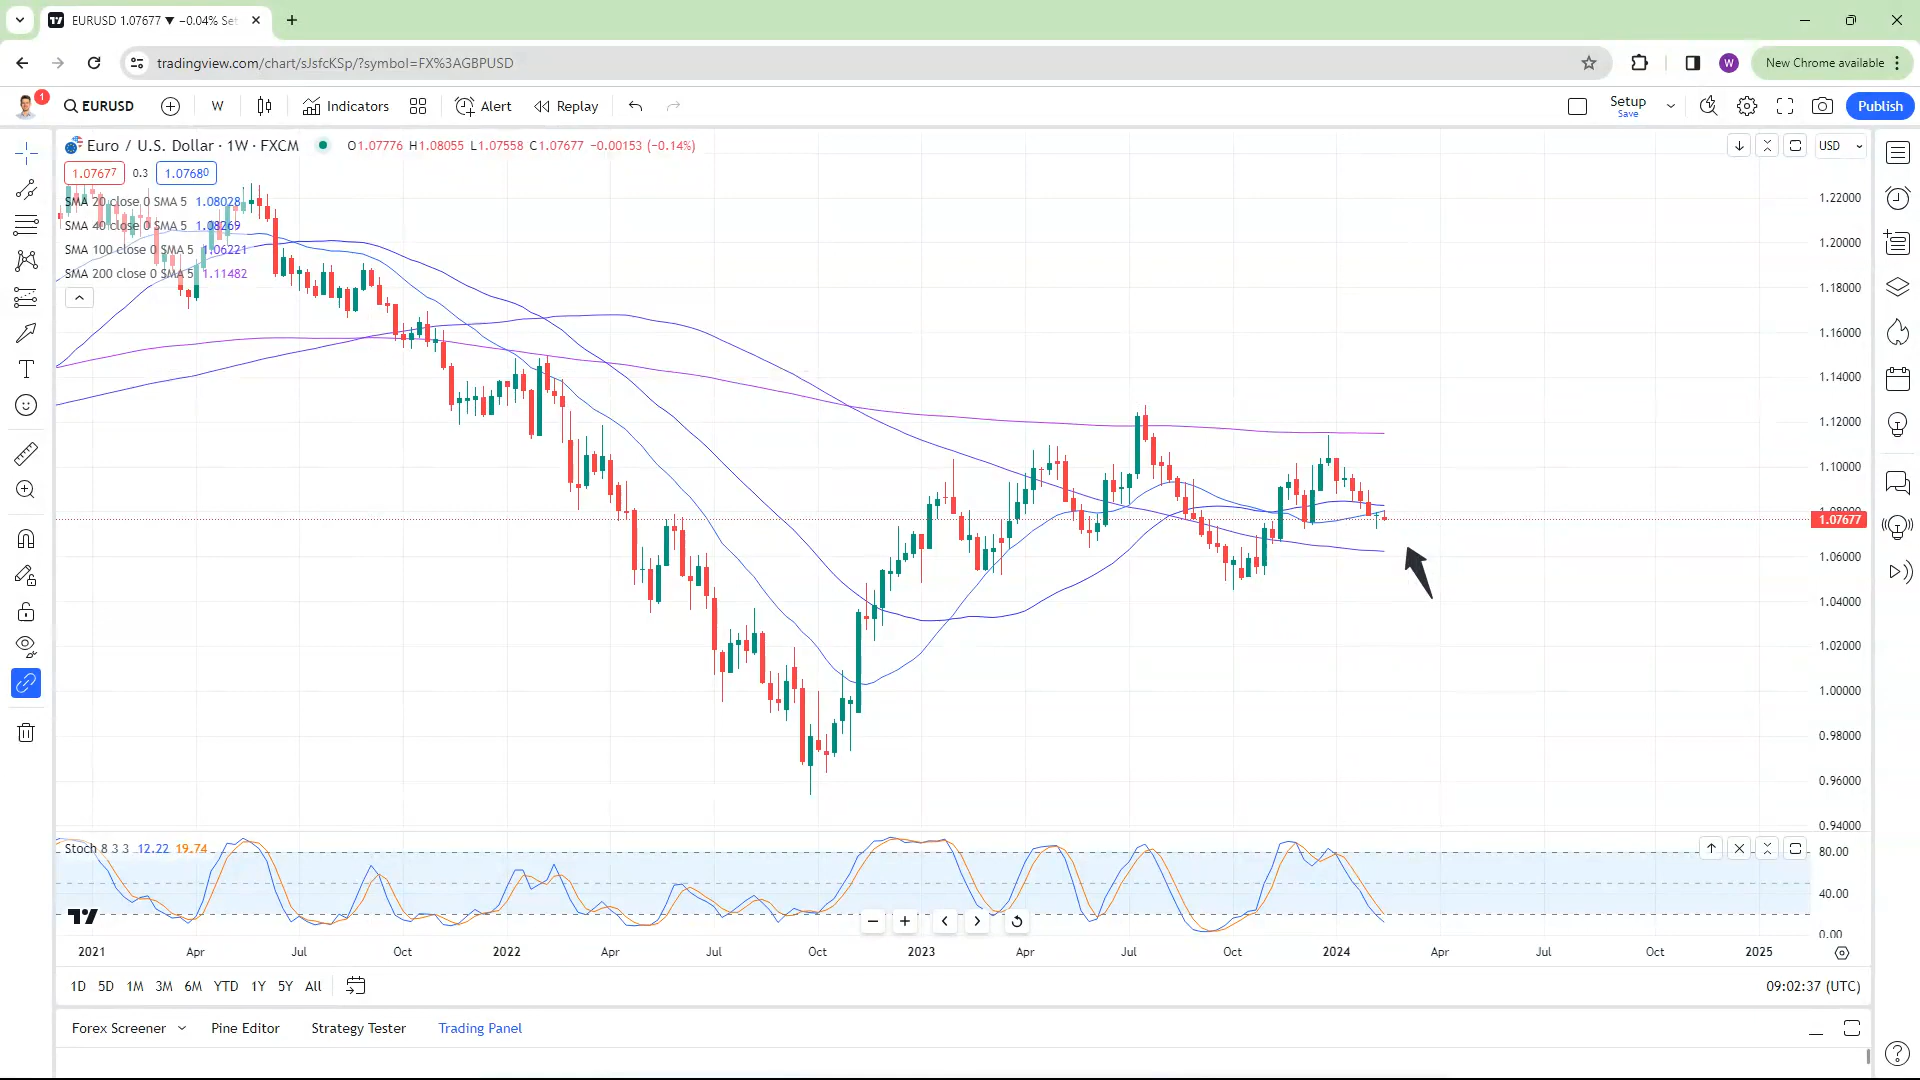 EURUSD 1.07677 ▼ −0.04% Set
tradingview.com/chart/sJsfcKSp/?symbol=FX%3AGBPUSD
W
New Chrome available
1
EURUSD
W
Indicators
Alert
Replay
Setup
Save
Publish
Euro / U.S. Dollar · 1W · FXCM
O1.07776 H1.08055 L1.07558 C1.07677 −0.00153 (−0.14%)
USD
1.07677 0.3 1.07680
SMA 20 close 0 SMA 5 1.08028
SMA 40 close 0 SMA 5 1.08269
SMA 100 close 0 SMA 5 1.06221
SMA 200 close 0 SMA 5 1.11482
1.22000
1.20000
1.18000
1.16000
1.14000
1.12000
1.10000
1.08000
1.07677
1.06000
1.04000
1.02000
1.00000
0.98000
0.96000
0.94000
Stoch 8 3 3 12.22 19.74
80.00
40.00
0.00
2021 Apr Jul Oct 2022 Apr Jul Oct 2023 Apr Jul Oct 2024 Apr Jul Oct 2025
1D 5D 1M 3M 6M YTD 1Y 5Y All
09:02:37 (UTC)
Forex Screener Pine Editor Strategy Tester Trading Panel